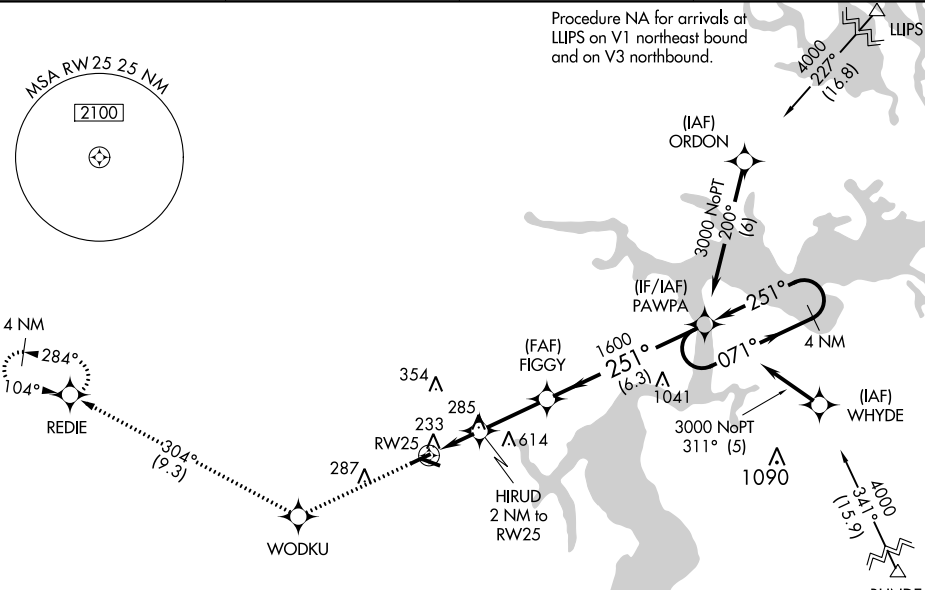 Procedure NA for arrivals at
LLIPS on V1 northeast bound
and on V3 northbound.
LLIPS
4000
227°
(16.8)
MSA RW25 25 NM
2100
(IAF)
ORDON
3000 NoPT
200°
(6)
(IF/IAF)
PAWPA
251°
071°
4 NM
4 NM
284°
104°
REDIE
304°
(9.3)
(FAF)
FIGGY
1600
251°
(6.3)
1041
354
285
233
614
RW25
287
HIRUD
2 NM to
RW25
WODKU
(IAF)
WHYDE
3000 NoPT
311° (5)
1090
4000
341°
(15.9)